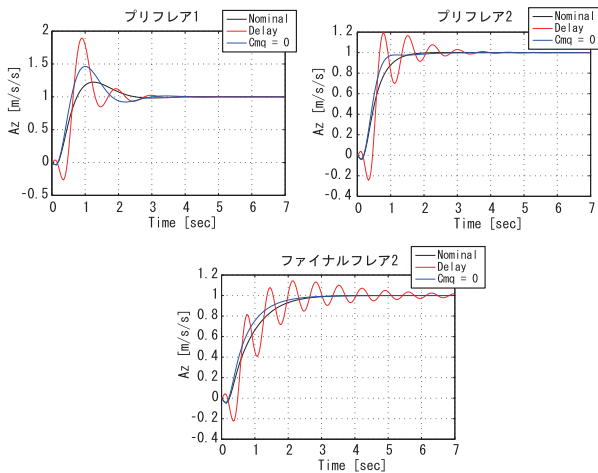 プリフレア1
Nominal
Delay
Cmq = 0
2
1.5
1
0.5
0
-0.5
Az [m/s/s]
0 1 2 3 4 5 6 7
Time [sec]
プリフレア2
Nominal
Delay
Cmq = 0
1.2
1
0.8
0.6
0.4
0.2
0
-0.2
-0.4
Az [m/s/s]
0 1 2 3 4 5 6 7
Time [sec]
ファイナルフレア2
Nominal
Delay
Cmq = 0
1.2
1
0.8
0.6
0.4
0.2
0
-0.2
-0.4
Az [m/s/s]
0 1 2 3 4 5 6 7
Time [sec]